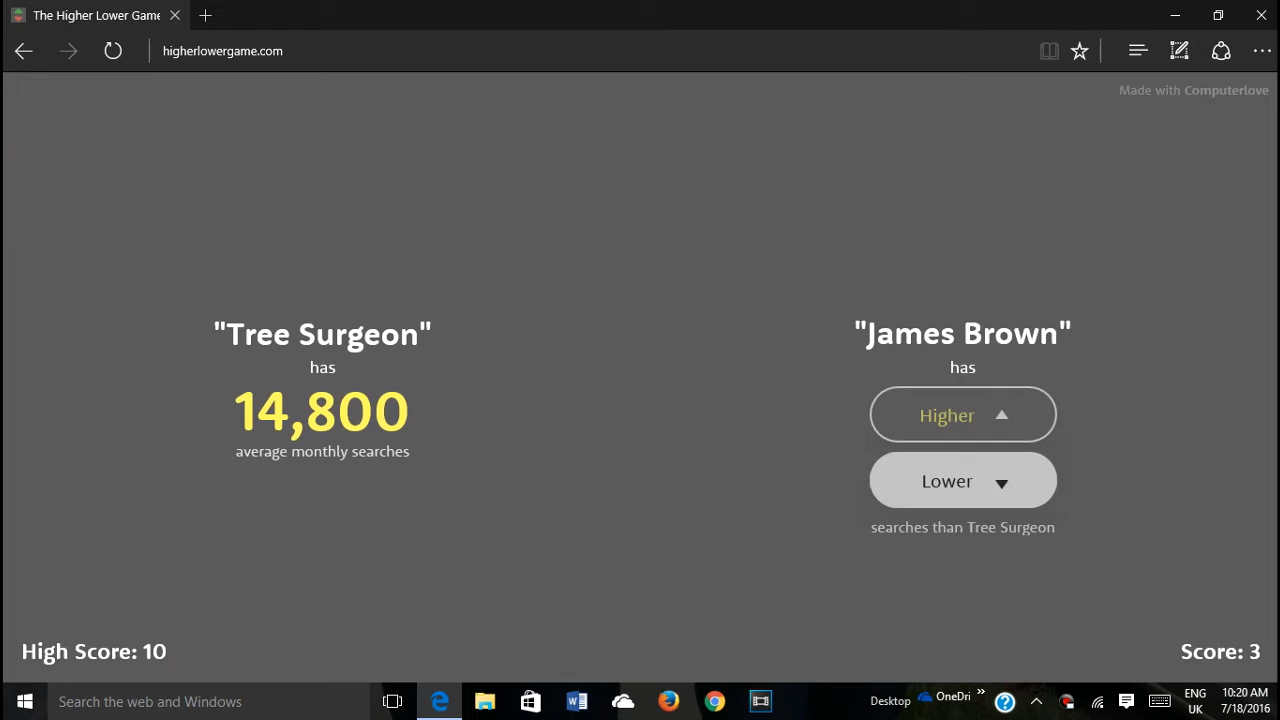 The Higher Lower Game
higherlowergame.com
Made with Computerlove
"Tree Surgeon"
has
14,800
average monthly searches
"James Brown"
has
Higher
Lower
searches than Tree Surgeon
High Score: 10
Score: 3
Search the web and Windows
Desktop
OneDri
ENG
UK
10:20 AM
7/18/2016